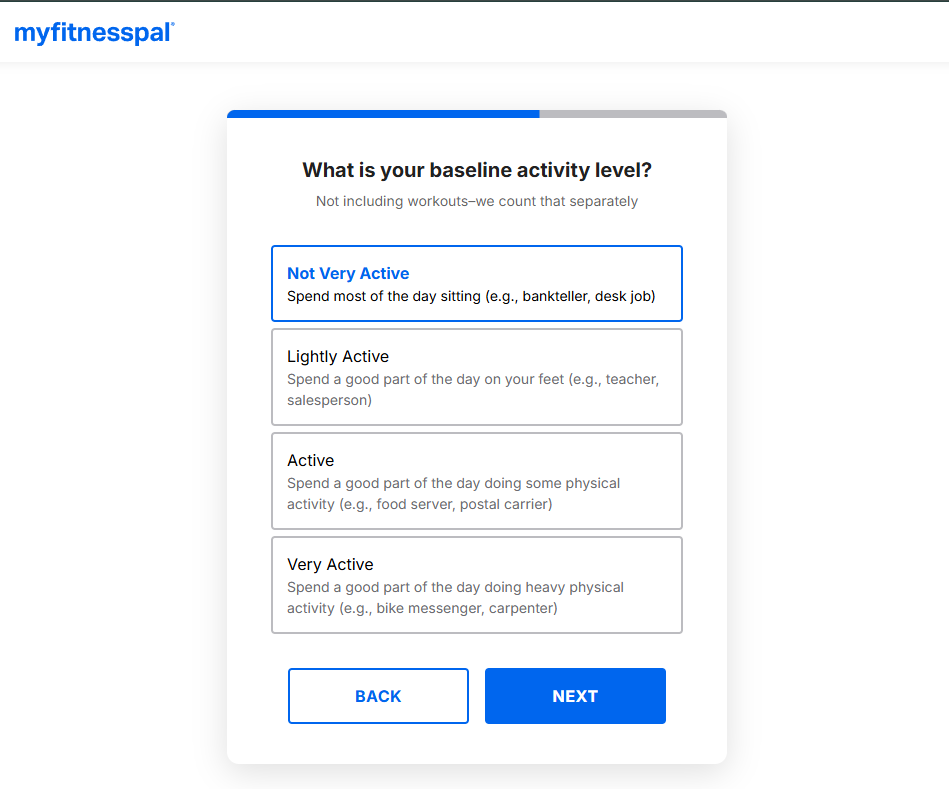 myfitnesspal®
What is your baseline activity level?
Not including workouts–we count that separately
Not Very Active
Spend most of the day sitting (e.g., bankteller, desk job)
Lightly Active
Spend a good part of the day on your feet (e.g., teacher,
salesperson)
Active
Spend a good part of the day doing some physical
activity (e.g., food server, postal carrier)
Very Active
Spend a good part of the day doing heavy physical
activity (e.g., bike messenger, carpenter)
BACK
NEXT